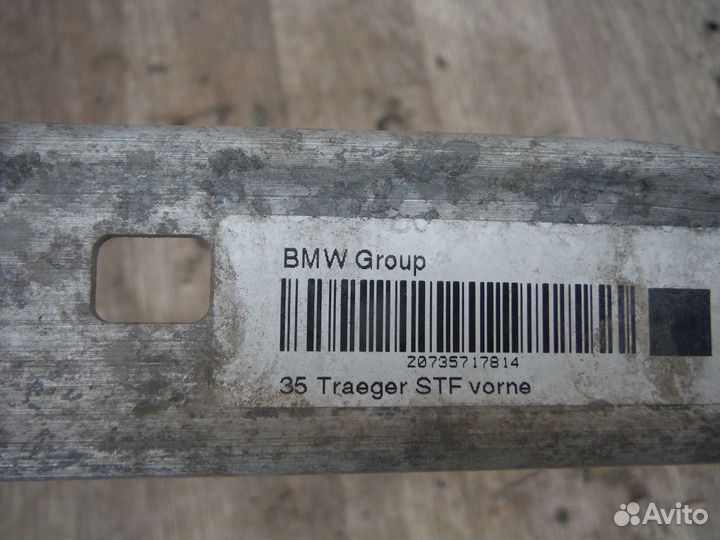 BMW Group
Z0735717814
35 Traeger STF vorne
Avito